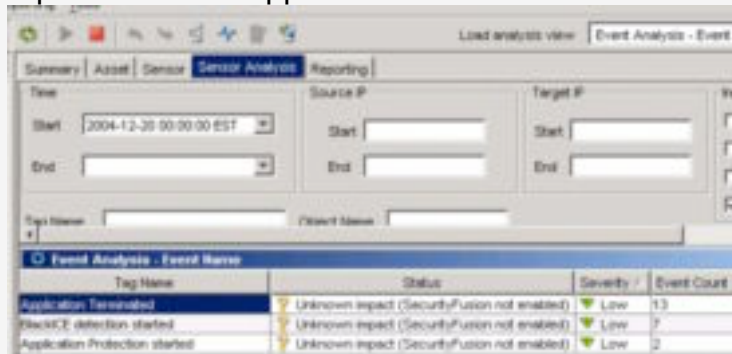 Load analysis view Event Analysis - Event
Summary Asset Sensor Sensor Analysis Reporting
Time Source IP Target IP
Start 2004-12-20 00:00:00 EST Start Start
End End End
Tag Name Object Name
Event Analysis - Event Name
Tag Name Status Severity Event Count
Application Terminated Unknown impact (SecurityFusion not enabled) Low 13
BlackICE detection started Unknown impact (SecurityFusion not enabled) Low 7
Application Protection started Unknown impact (SecurityFusion not enabled) Low 2